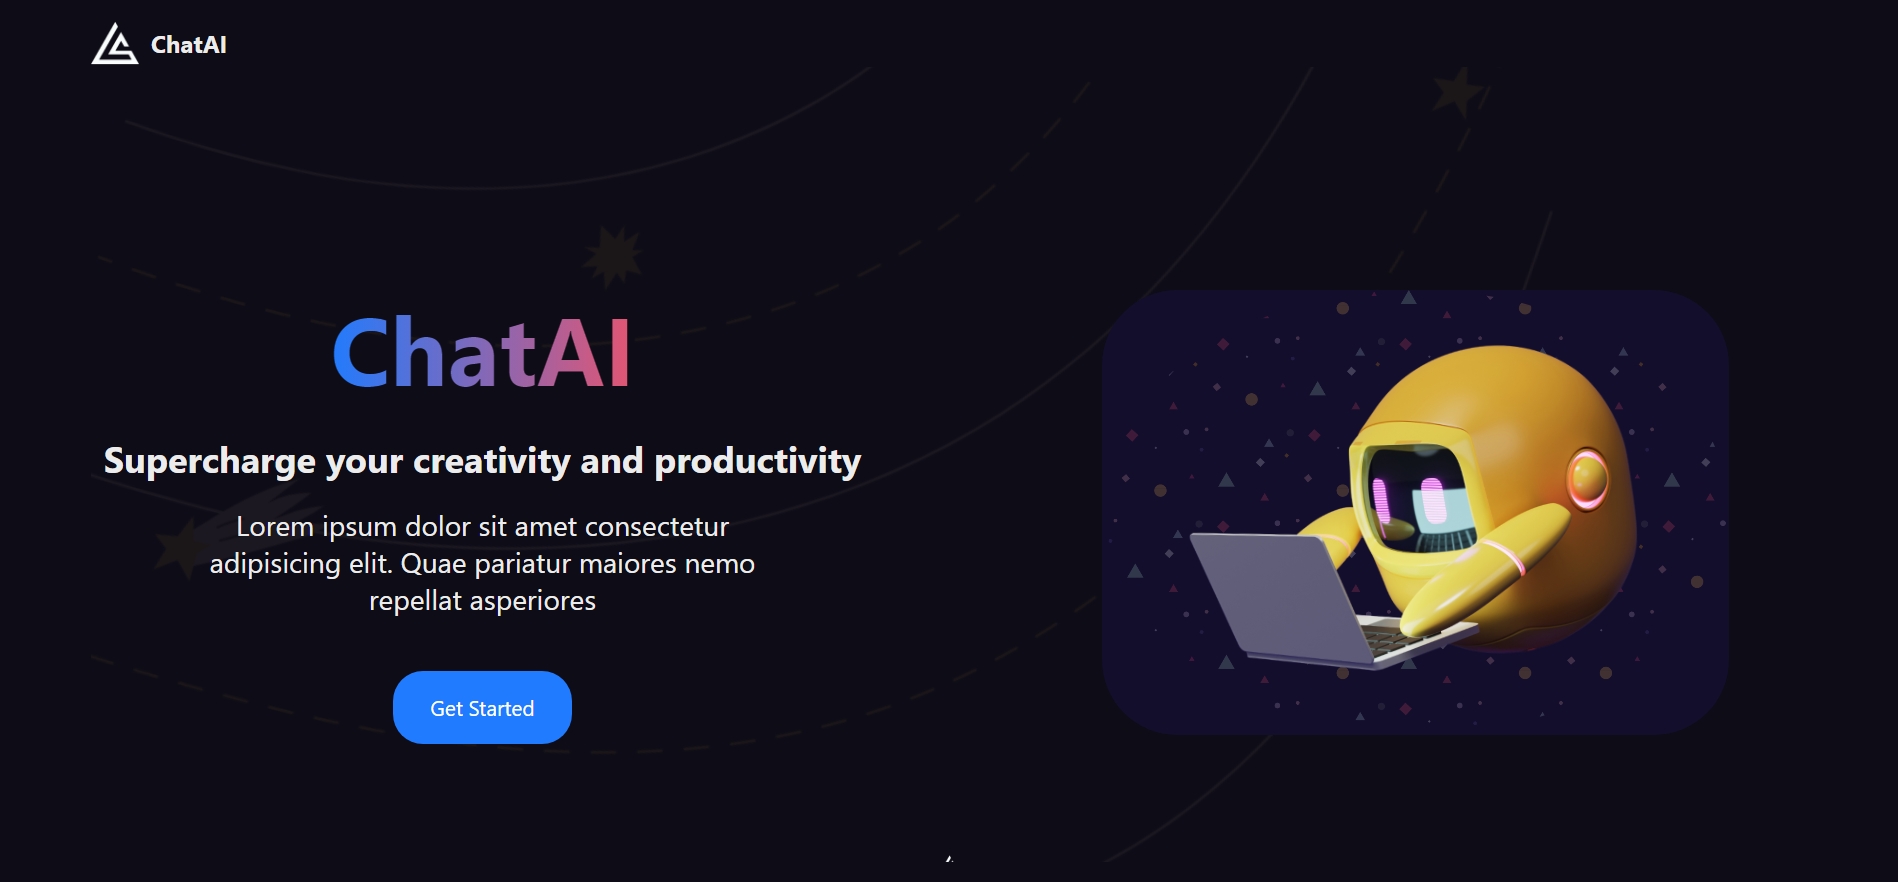 ChatAI
ChatAI
Supercharge your creativity and productivity
Lorem ipsum dolor sit amet consectetur
adipisicing elit. Quae pariatur maiores nemo
repellat asperiores
Get Started